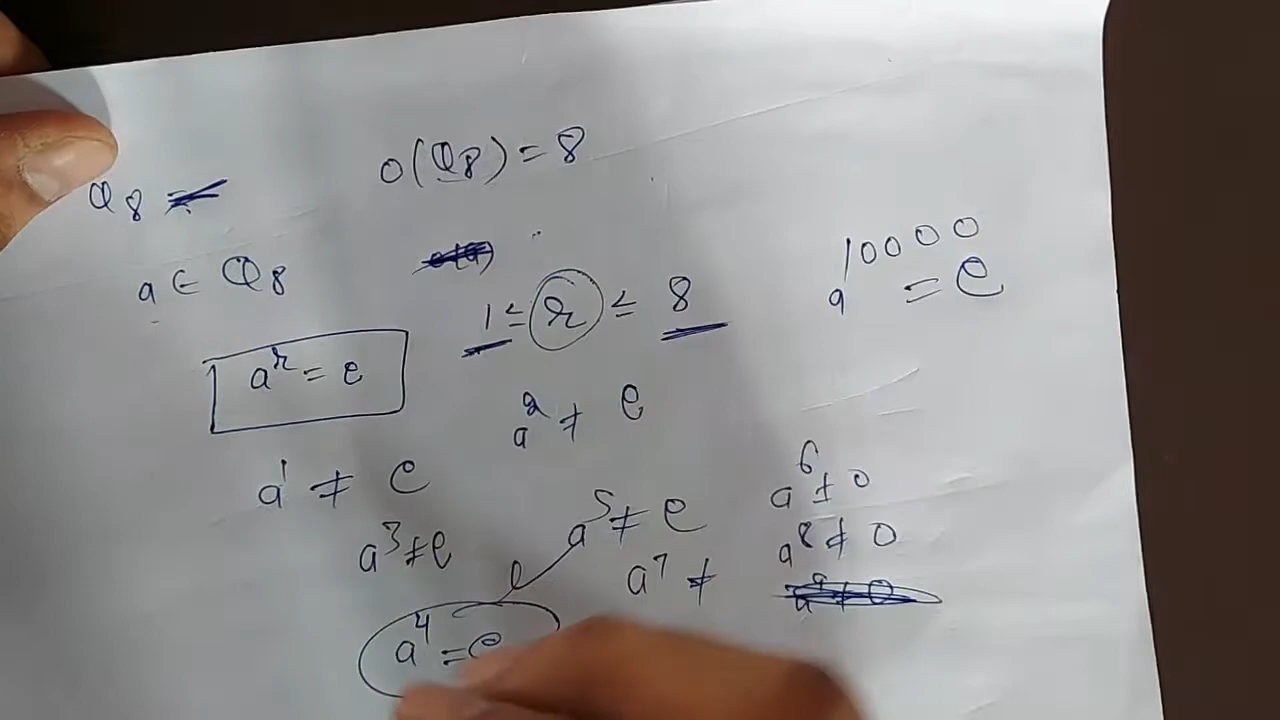 o(Q8) = 8
Q8
a ∈ Q8
1 ≤ r ≤ 8
a^10000 = e
a^r = e
a^2 ≠ e
a^1 ≠ e
a^6 ≠ 0
a^3 ≠ e
a^5 ≠ e
a^8 ≠ 0
a^7 ≠
a^4 = e